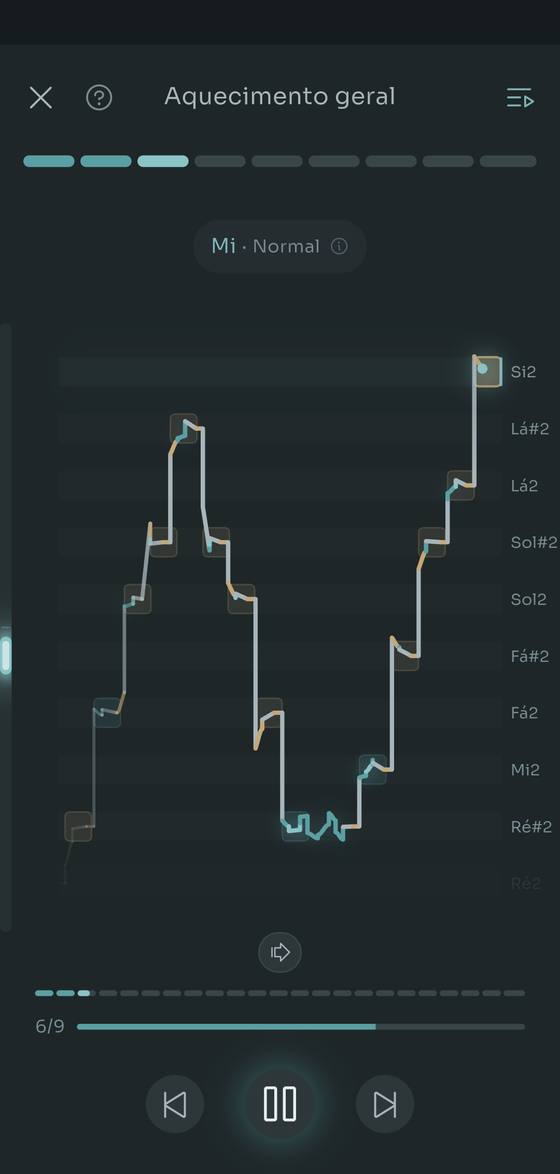 Aquecimento geral
Mi · Normal
Si2
Lá#2
Lá2
Sol#2
Sol2
Fá#2
Fá2
Mi2
Ré#2
Ré2
6/9